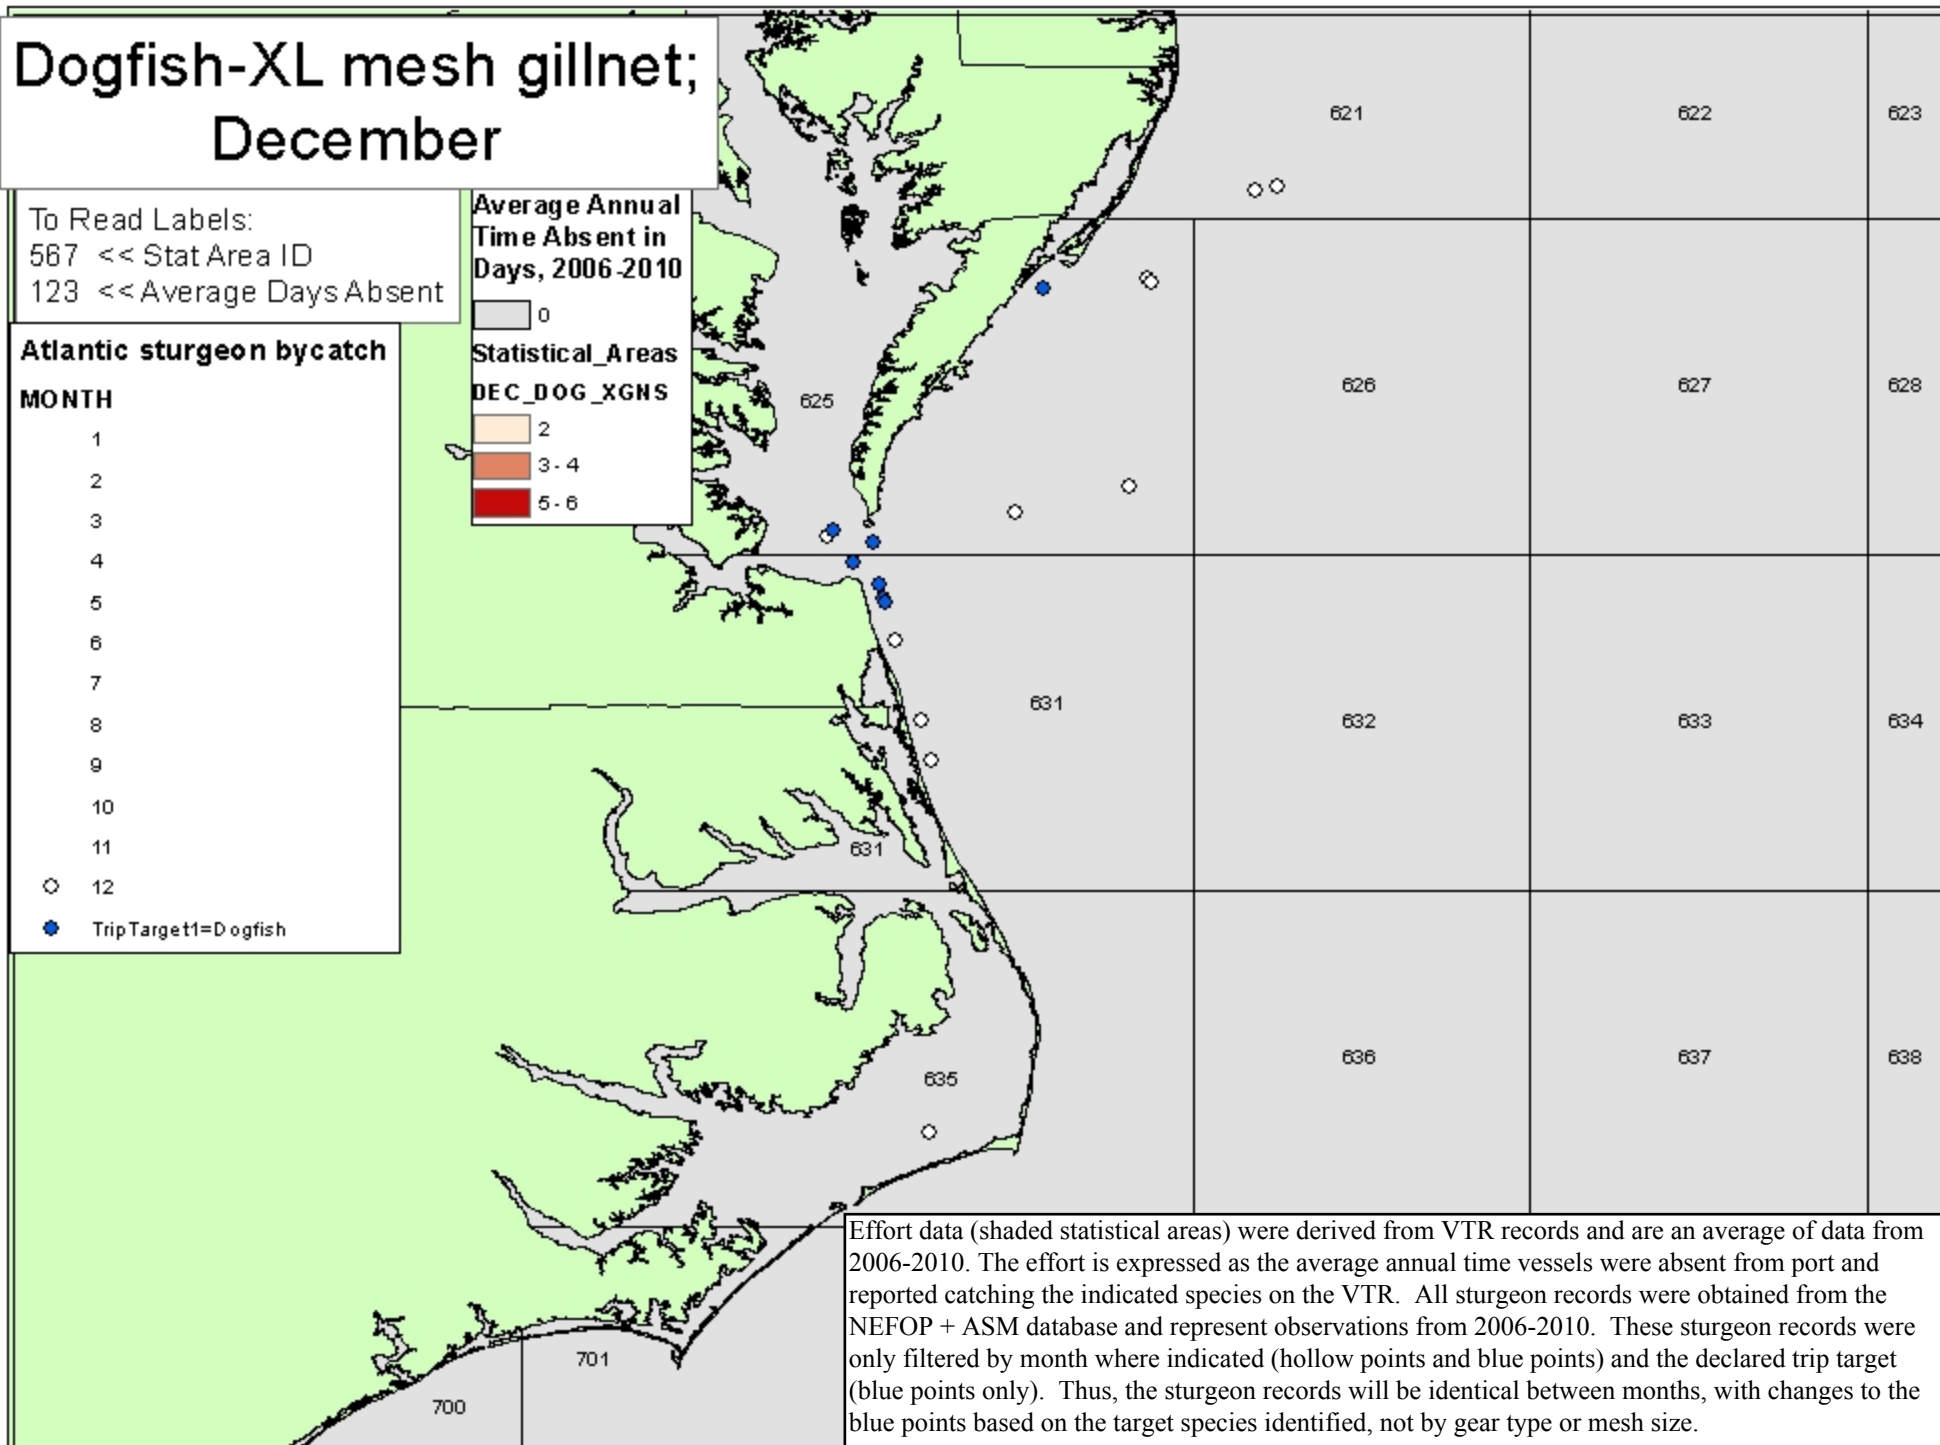 Dogfish-XL mesh gillnet;
December
To Read Labels:
567 << Stat Area ID
123 << Average Days Absent
Average Annual
Time Absent in
Days, 2006-2010
0
Statistical_Areas
DEC_DOG_XGNS
2
3 - 4
5 - 6
Atlantic sturgeon bycatch
MONTH
1
2
3
4
5
6
7
8
9
10
11
12
TripTarget1=Dogfish
621
622
623
625
626
627
628
631
632
633
634
631
635
636
637
638
701
700
Effort data (shaded statistical areas) were derived from VTR records and are an average of data from
2006-2010. The effort is expressed as the average annual time vessels were absent from port and
reported catching the indicated species on the VTR.  All sturgeon records were obtained from the
NEFOP + ASM database and represent observations from 2006-2010.  These sturgeon records were
only filtered by month where indicated (hollow points and blue points) and the declared trip target
(blue points only).  Thus, the sturgeon records will be identical between months, with changes to the
blue points based on the target species identified, not by gear type or mesh size.